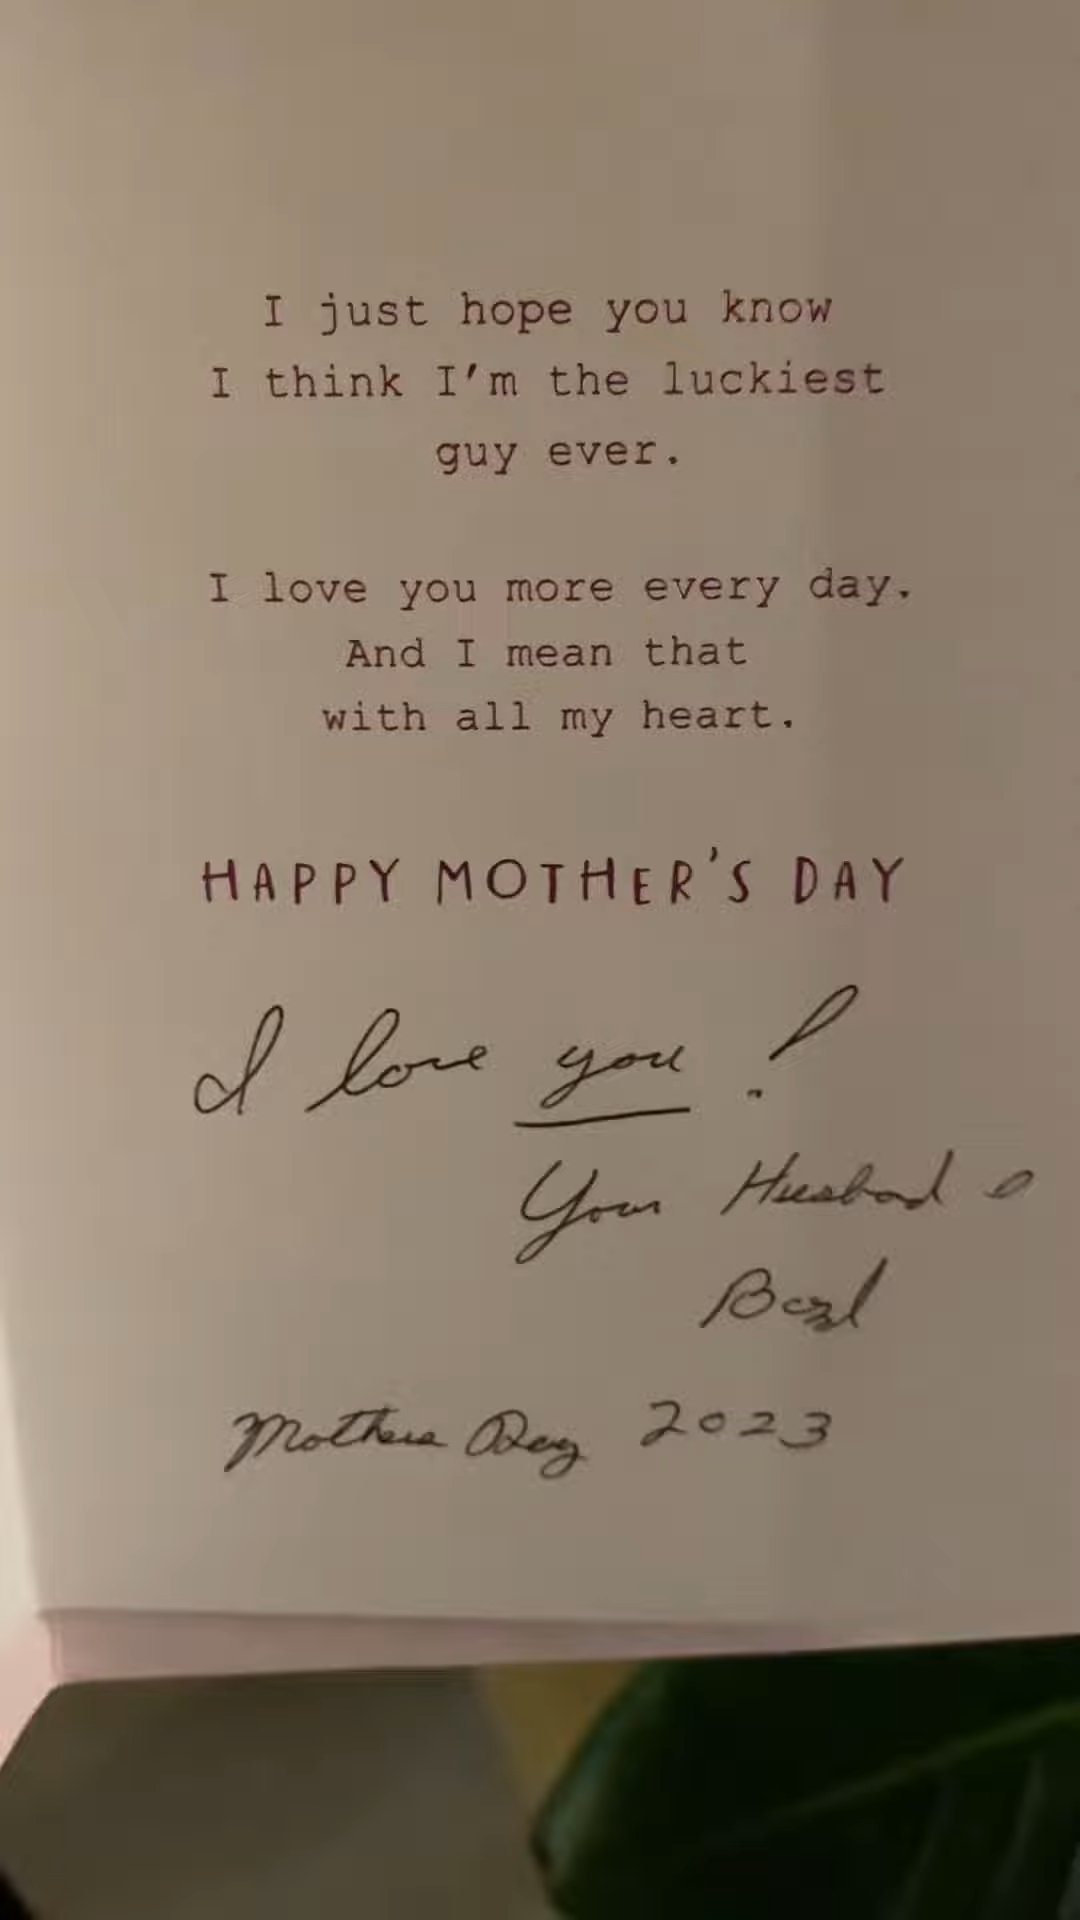 I just hope you know
I think I'm the luckiest
guy ever.
I love you more every day.
And I mean that
with all my heart.
HAPPY MOTHER'S DAY
I love you!
Your Husband
Mothers Day 2023